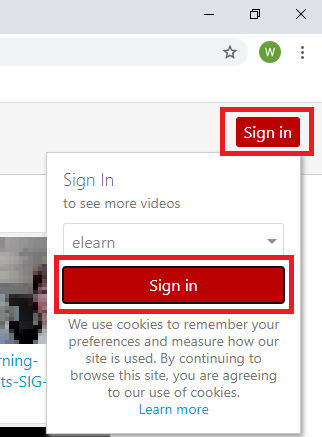 W
Sign in
Sign In
to see more videos
elearn
Sign in
We use cookies to remember your
preferences and measure how our
site is used. By continuing to
browse this site, you are agreeing
to our use of cookies.
Learn more
rning-
ts-SIG-